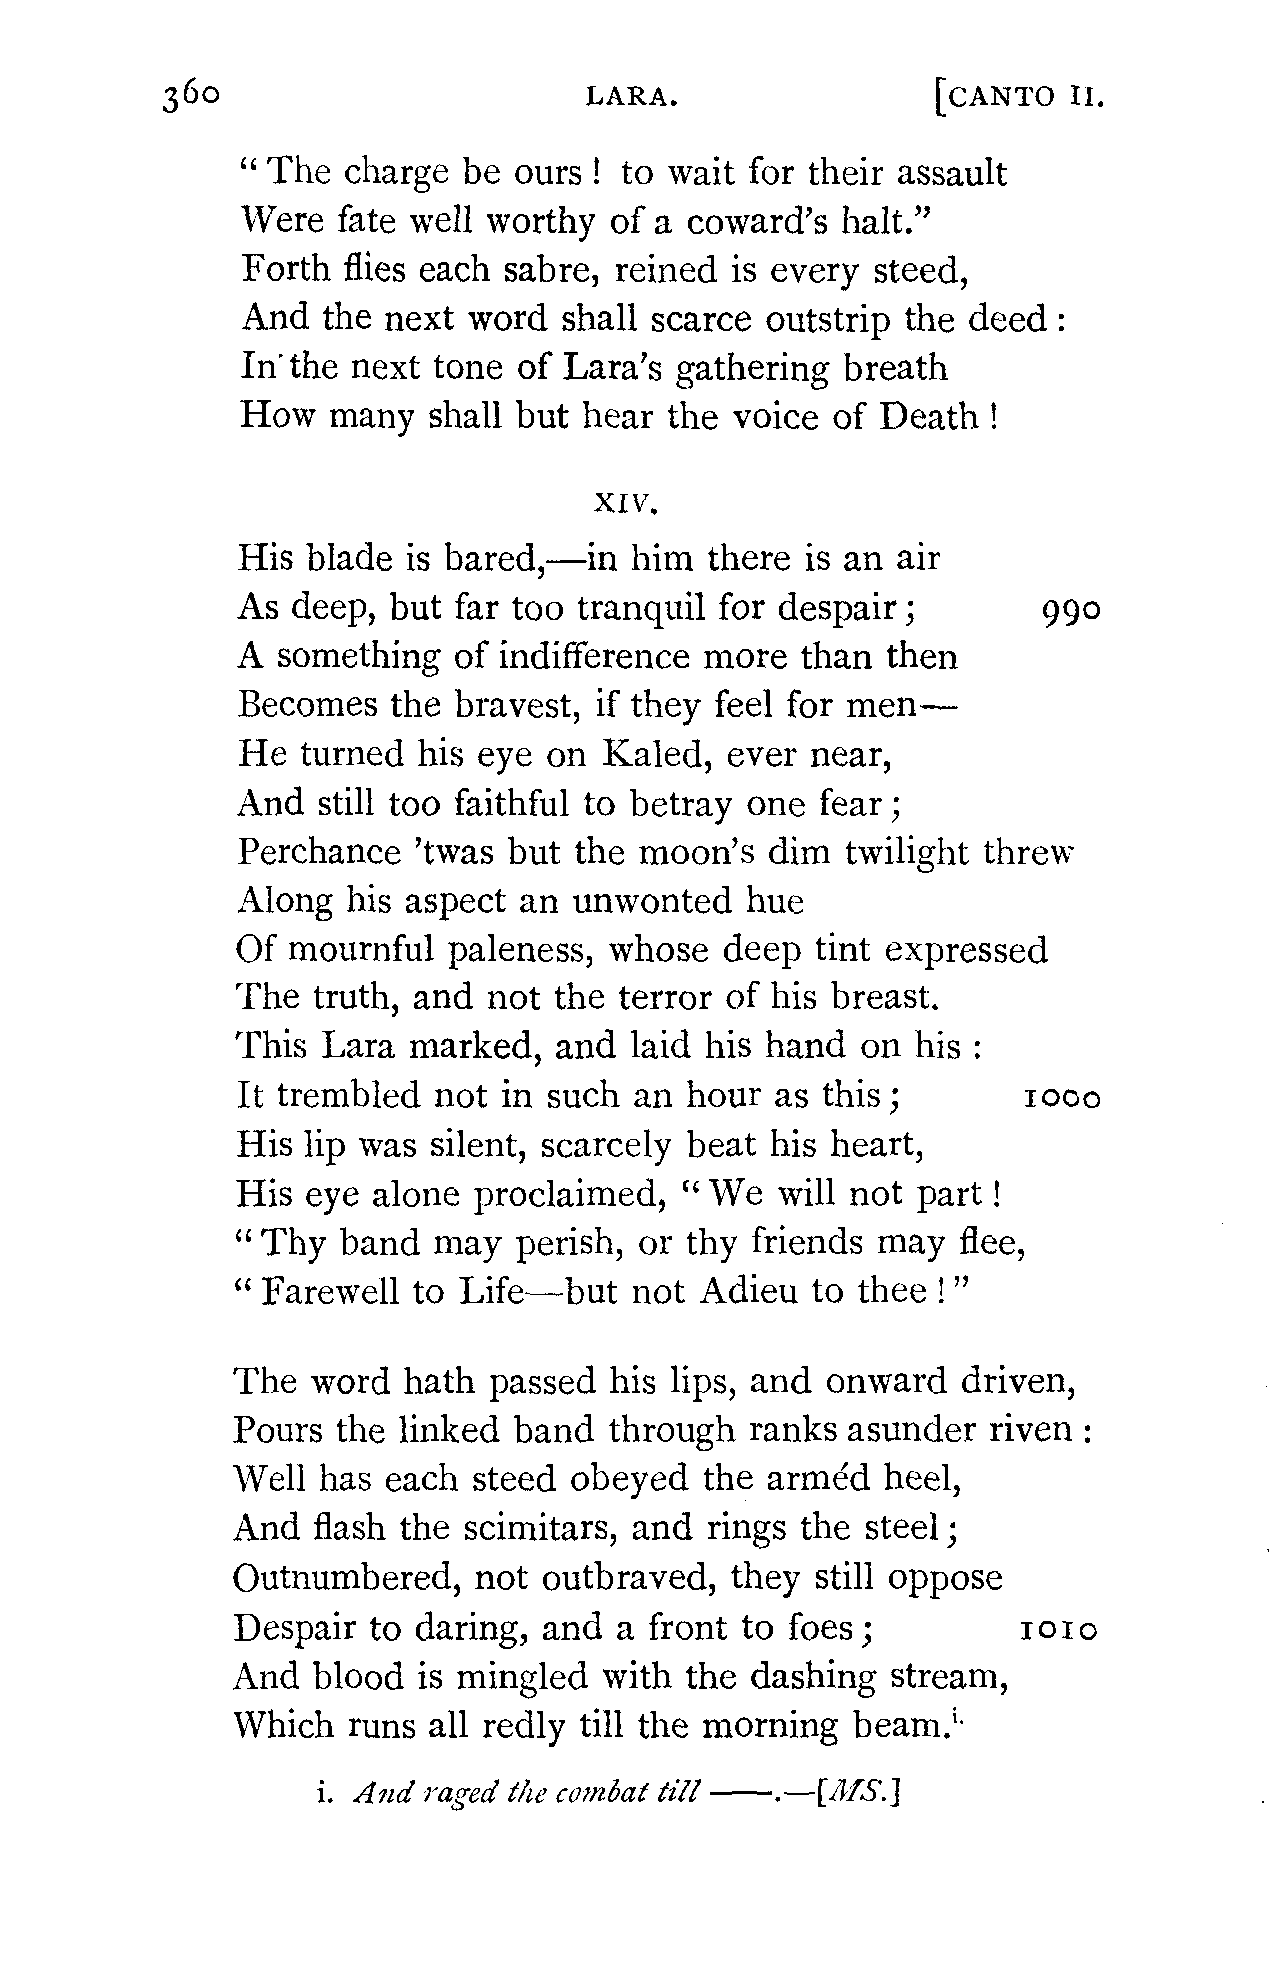 360 LARA. [CANTO II.
“ The charge be ours ! to wait for their assault
Were fate well worthy of a coward’s halt.”
Forth flies each sabre, reined is every steed,
And the next word shall scarce outstrip the deed :
In the next tone of Lara’s gathering breath
How many shall but hear the voice of Death !
XIV.
His blade is bared,—in him there is an air
As deep, but far too tranquil for despair ; 990
A something of indifference more than then
Becomes the bravest, if they feel for men—
He turned his eye on Kaled, ever near,
And still too faithful to betray one fear ;
Perchance ’twas but the moon’s dim twilight threw
Along his aspect an unwonted hue
Of mournful paleness, whose deep tint expressed
The truth, and not the terror of his breast.
This Lara marked, and laid his hand on his :
It trembled not in such an hour as this ; 1000
His lip was silent, scarcely beat his heart,
His eye alone proclaimed, “ We will not part !
“ Thy band may perish, or thy friends may flee,
“ Farewell to Life—but not Adieu to thee ! ”
The word hath passed his lips, and onward driven,
Pours the linked band through ranks asunder riven :
Well has each steed obeyed the arméd heel,
And flash the scimitars, and rings the steel ;
Outnumbered, not outbraved, they still oppose
Despair to daring, and a front to foes ; 1010
And blood is mingled with the dashing stream,
Which runs all redly till the morning beam.i.
i. And raged the combat till ——.—[MS.]